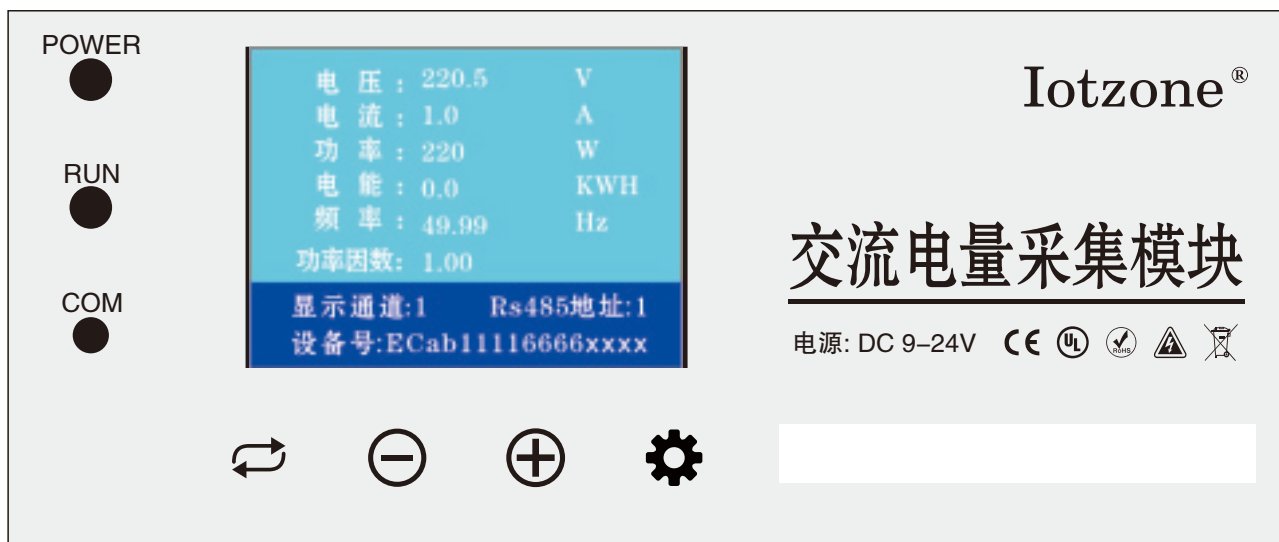 POWER
RUN
COM
电 压 : 220.5 V
电 流 : 1.0 A
功 率 : 220 W
电 能 : 0.0 KWH
频 率 : 49.99 Hz
功率因数: 1.00
显示通道:1 Rs485地址:1
设备号:ECab11116666xxxx
Iotzone®
交流电量采集模块
电源: DC 9–24V CE UL RoHS